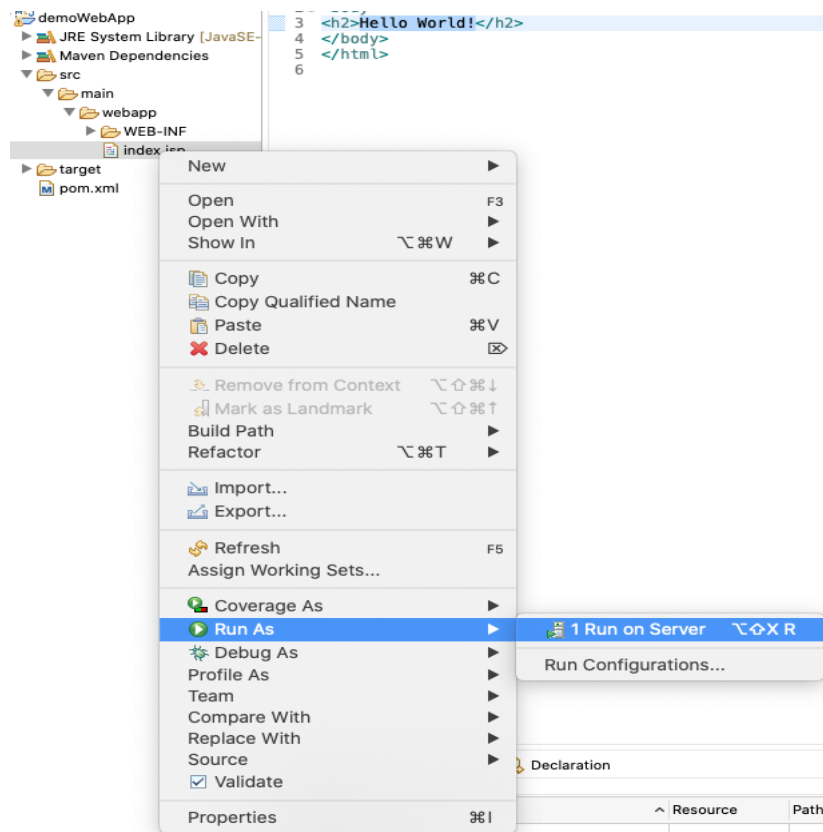 demoWebApp
JRE System Library [JavaSE-
Maven Dependencies
src
main
webapp
WEB-INF
index.jsp
target
pom.xml
3 <h2>Hello World!</h2>
4 </body>
5 </html>
6
New
Open F3
Open With
Show In ⌥⌘W
Copy ⌘C
Copy Qualified Name
Paste ⌘V
Delete ⌦
Remove from Context ⌥⇧⌘↓
Mark as Landmark ⌥⇧⌘↑
Build Path
Refactor ⌥⌘T
Import...
Export...
Refresh F5
Assign Working Sets...
Coverage As
Run As
1 Run on Server ⌥⇧X R
Run Configurations...
Debug As
Profile As
Team
Compare With
Replace With
Source
Validate
Properties ⌘I
Declaration
Resource Path